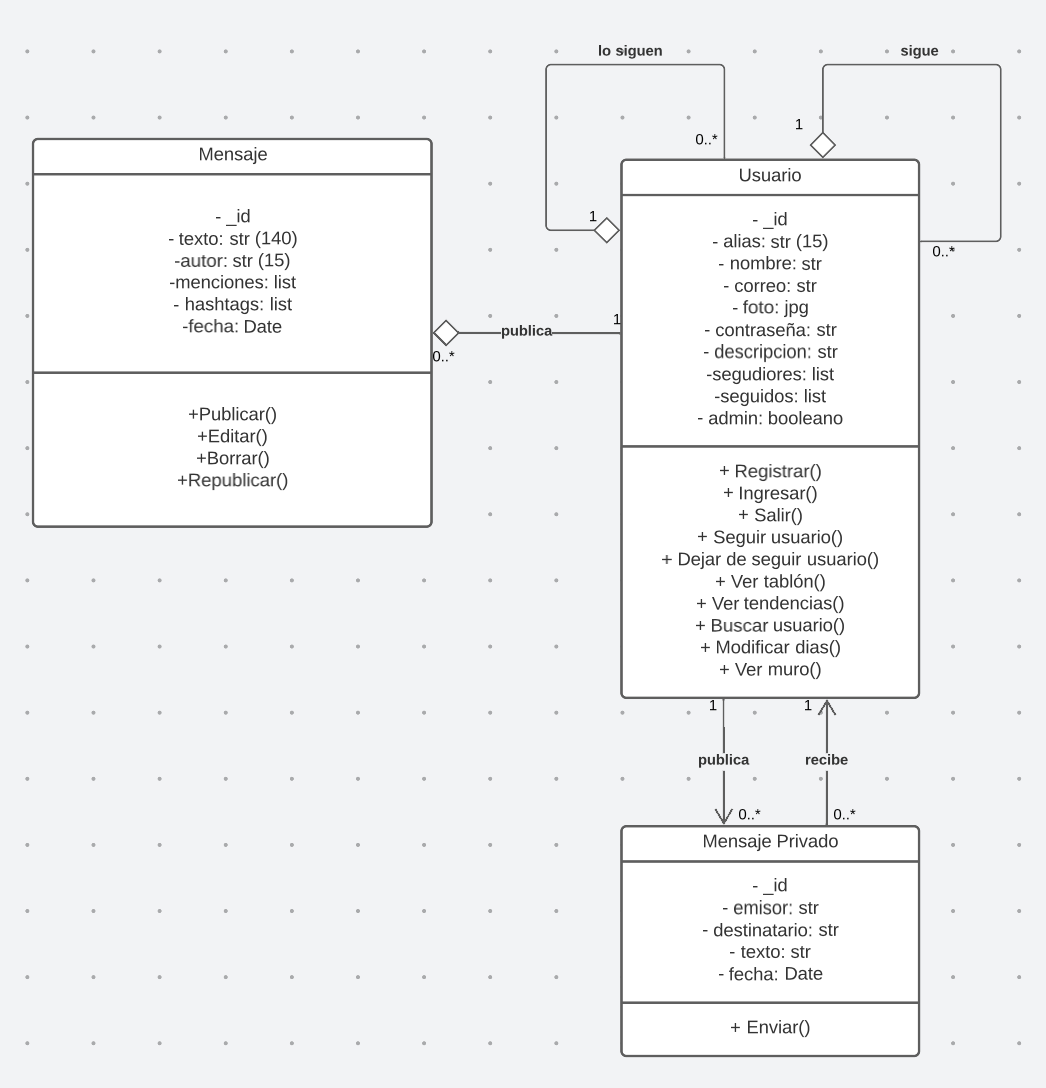 lo siguen
sigue
0..*
1
1
0..*
Mensaje
- _id
- texto: str (140)
-autor: str (15)
-menciones: list
- hashtags: list
-fecha: Date
+Publicar()
+Editar()
+Borrar()
+Republicar()
0..*
publica
1
Usuario
- _id
- alias: str (15)
- nombre: str
- correo: str
- foto: jpg
- contraseña: str
- descripcion: str
-segudiores: list
-seguidos: list
- admin: booleano
+ Registrar()
+ Ingresar()
+ Salir()
+ Seguir usuario()
+ Dejar de seguir usuario()
+ Ver tablón()
+ Ver tendencias()
+ Buscar usuario()
+ Modificar dias()
+ Ver muro()
1
1
publica
recibe
0..*
0..*
Mensaje Privado
- _id
- emisor: str
- destinatario: str
- texto: str
- fecha: Date
+ Enviar()